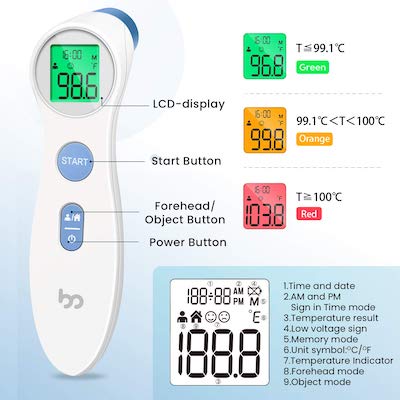 16:00 M
°F
98.6
LCD-display
START
Start Button
Forehead/
Object Button
Power Button
bp
16:00 M
°F
96.8
T≦99.1℃
Green
16:00 M
°F
99.8
99.1℃<T<100℃
Orange
16:00 M
°F
103.8
T≧100℃
Red
188:88 AM
PM M
E
188.8
1.Time and date
2.AM and PM
Sign in Time mode
3.Temperature result
4.Low voltage sign
5.Memory mode
6.Unit symbol:°C/°F
7.Temperature Indicator
8.Forehead mode
9.Object mode